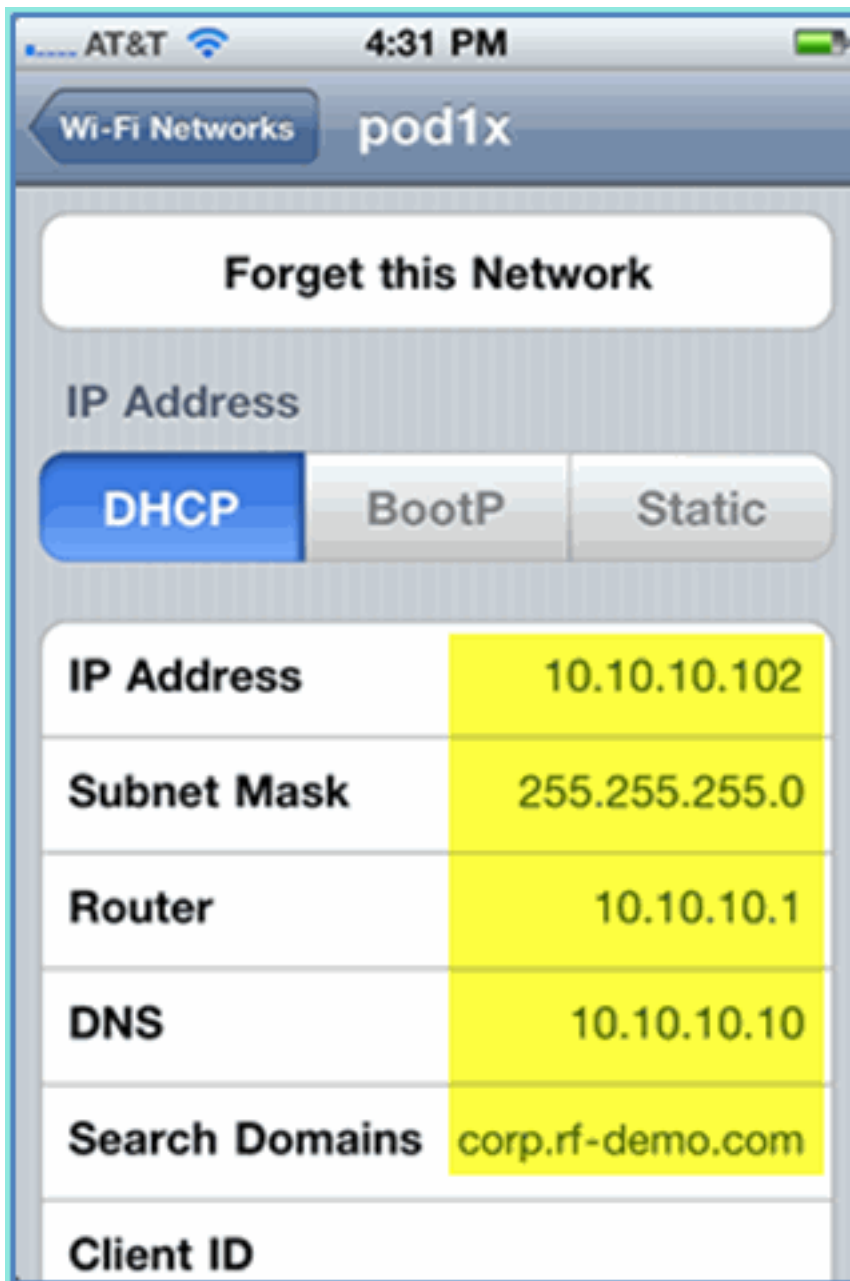 AT&T 4:31 PM
Wi-Fi Networks pod1x
Forget this Network
IP Address
DHCP BootP Static
IP Address 10.10.10.102
Subnet Mask 255.255.255.0
Router 10.10.10.1
DNS 10.10.10.10
Search Domains corp.rf-demo.com
Client ID